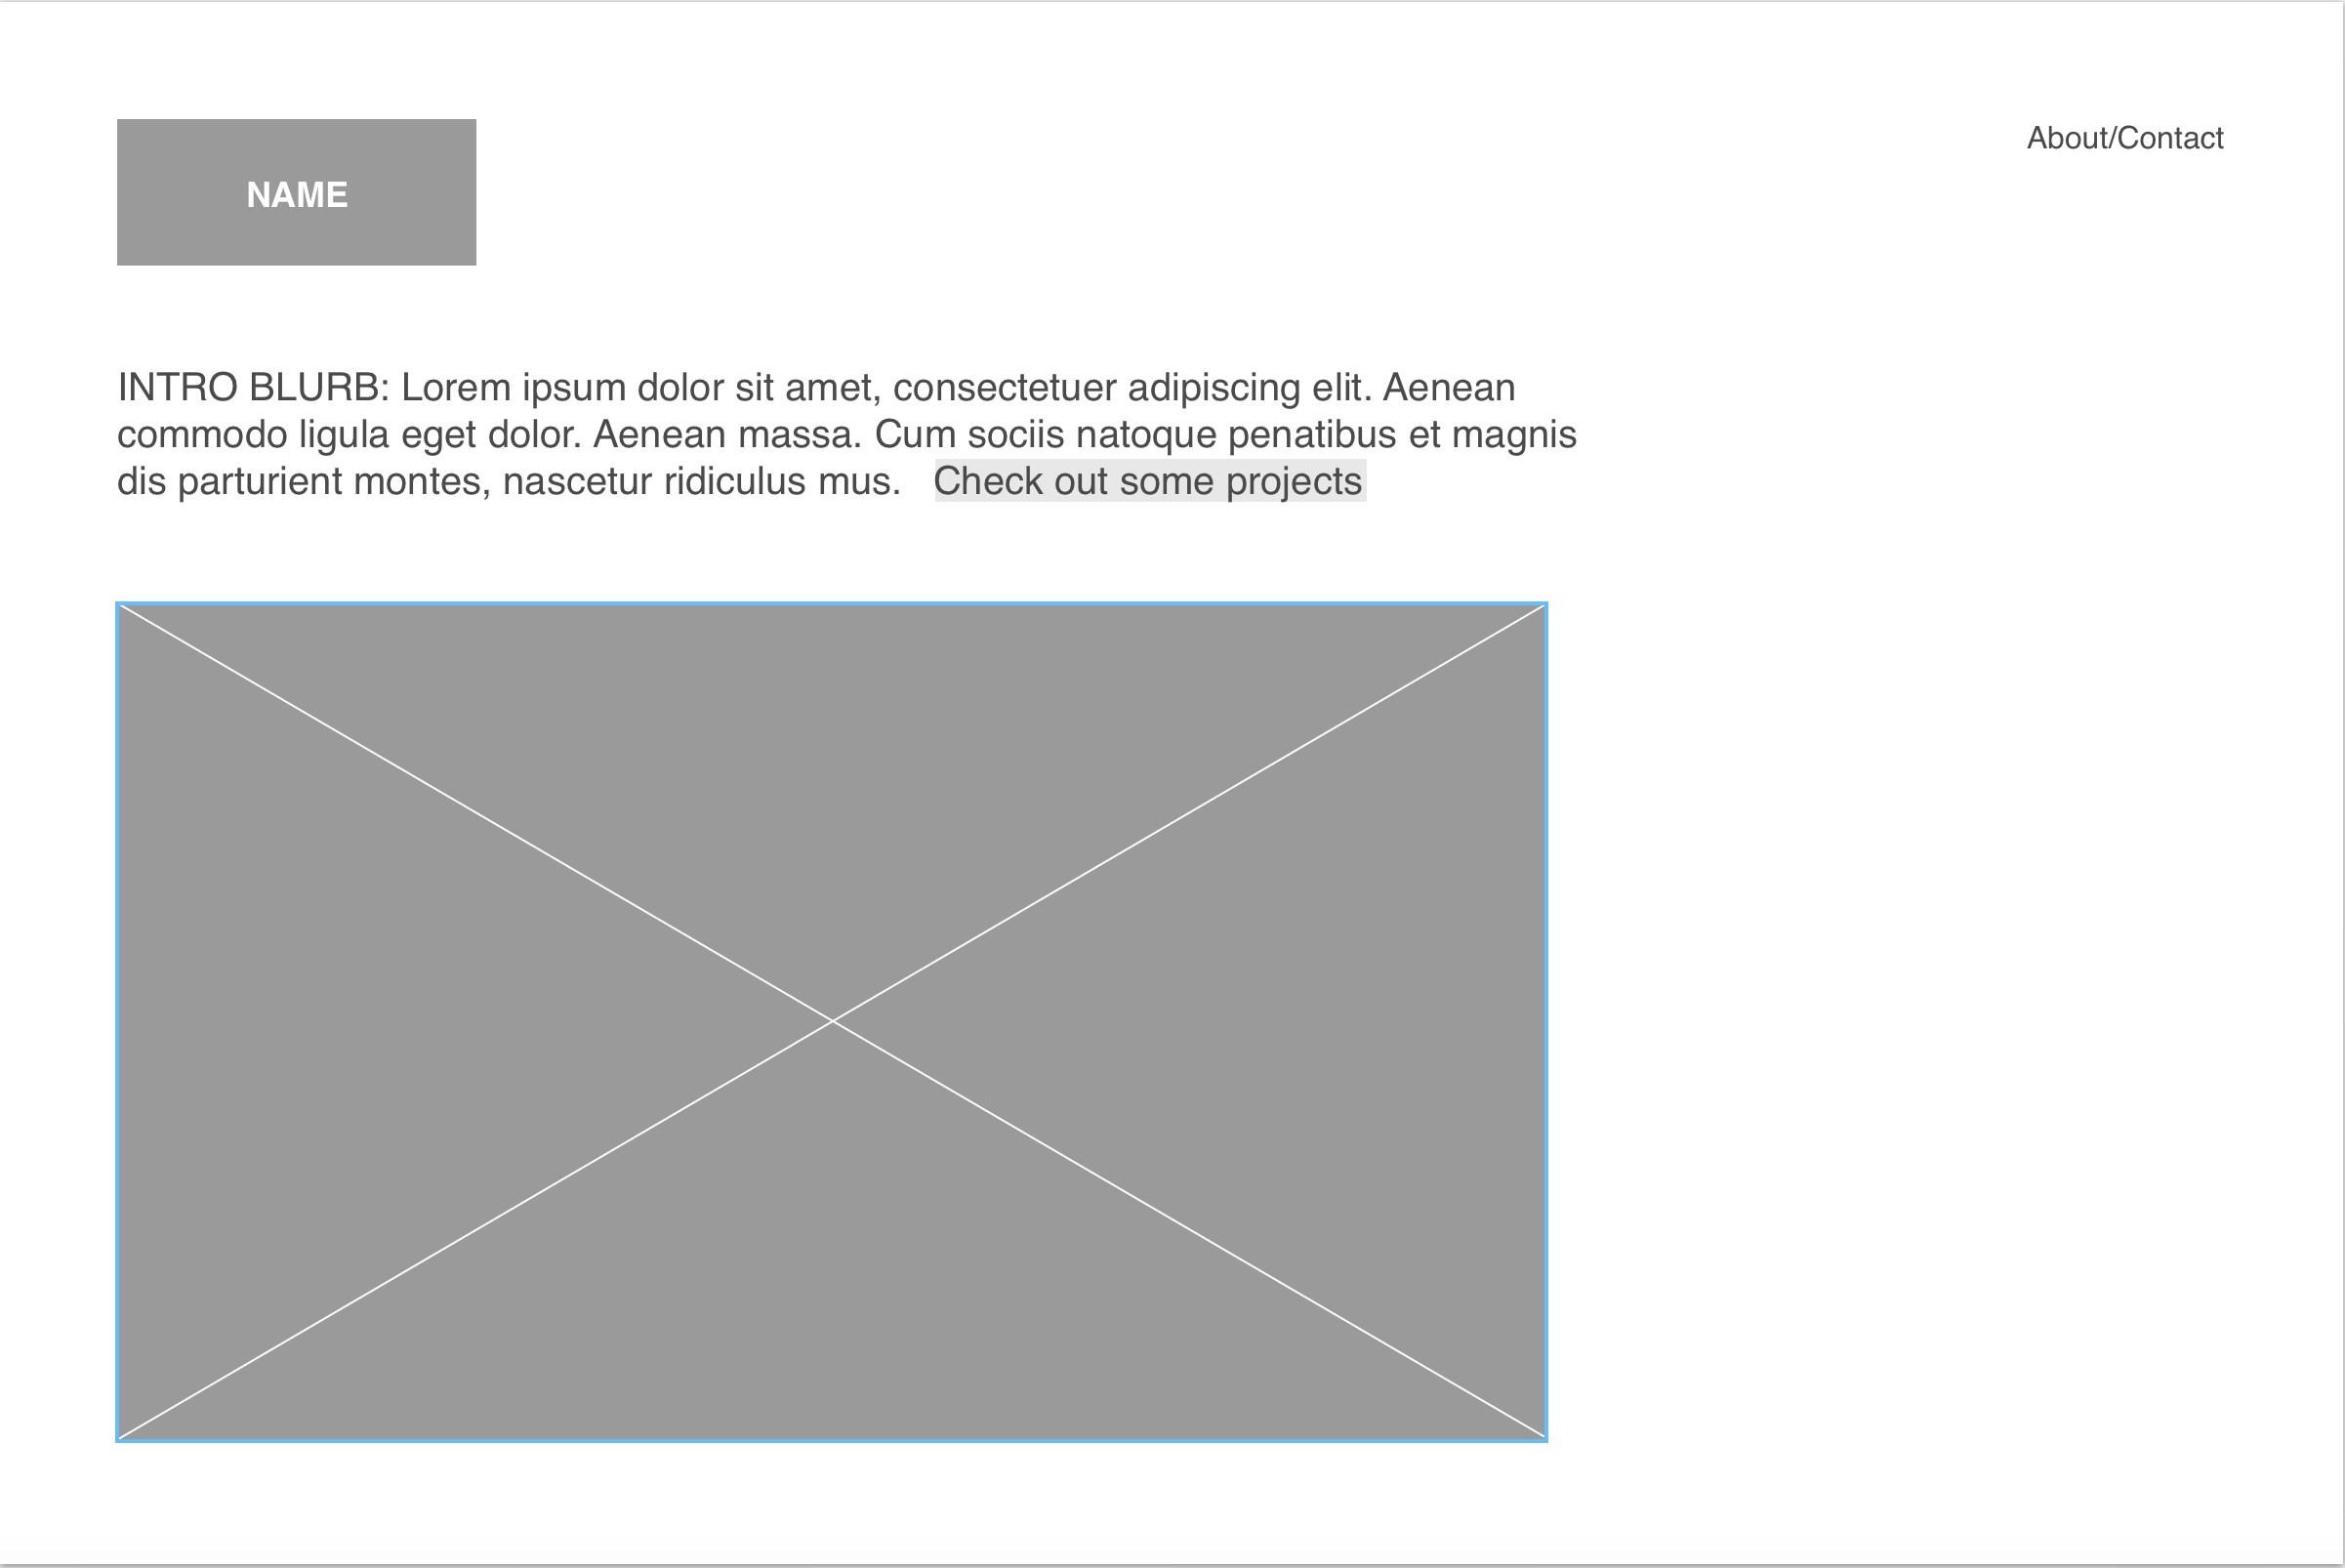 NAME
About/Contact
INTRO BLURB: Lorem ipsum dolor sit amet, consectetuer adipiscing elit. Aenean
commodo ligula eget dolor. Aenean massa. Cum sociis natoque penatibus et magnis
dis parturient montes, nascetur ridiculus mus. Check out some projects